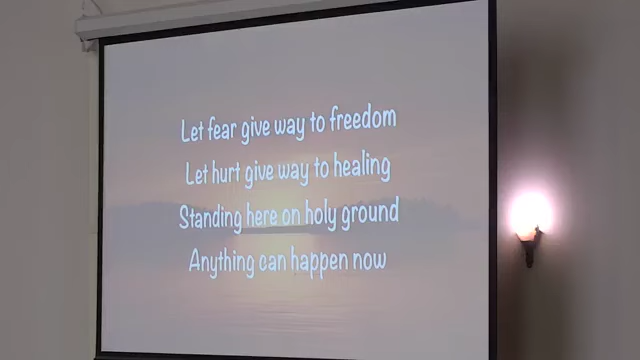 Let fear give way to freedom
Let hurt give way to healing
Standing here on holy ground
Anything can happen now